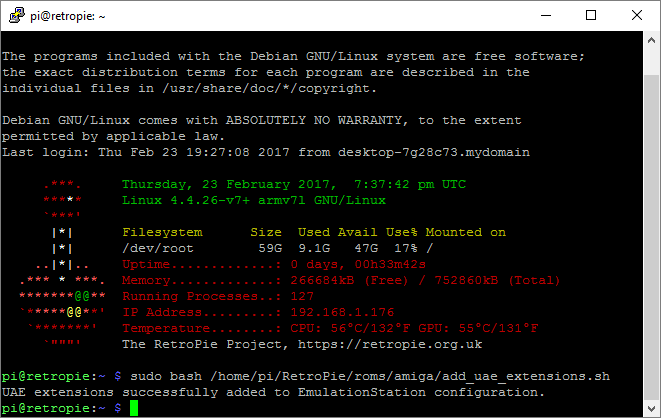 pi@retropie: ~
The programs included with the Debian GNU/Linux system are free software;
the exact distribution terms for each program are described in the
individual files in /usr/share/doc/*/copyright.
Debian GNU/Linux comes with ABSOLUTELY NO WARRANTY, to the extent
permitted by applicable law.
Last login: Thu Feb 23 19:27:08 2017 from desktop-7g28c73.mydomain
.***. Thursday, 23 February 2017, 7:37:42 pm UTC
***** Linux 4.4.26-v7+ armv7l GNU/Linux
`***'
|*| Filesystem Size Used Avail Use% Mounted on
|*| /dev/root 59G 9.1G 47G 17% /
..|*|.. Uptime.............: 0 days, 00h33m42s
.*** * ***. Memory.............: 266684kB (Free) / 752860kB (Total)
*******@@** Running Processes..: 127
`*****@@**' IP Address.........: 192.168.1.176
`*******' Temperature........: CPU: 56°C/132°F GPU: 55°C/131°F
`"""' The RetroPie Project, https://retropie.org.uk
pi@retropie:~ $ sudo bash /home/pi/RetroPie/roms/amiga/add_uae_extensions.sh
UAE extensions successfully added to EmulationStation configuration.
pi@retropie:~ $